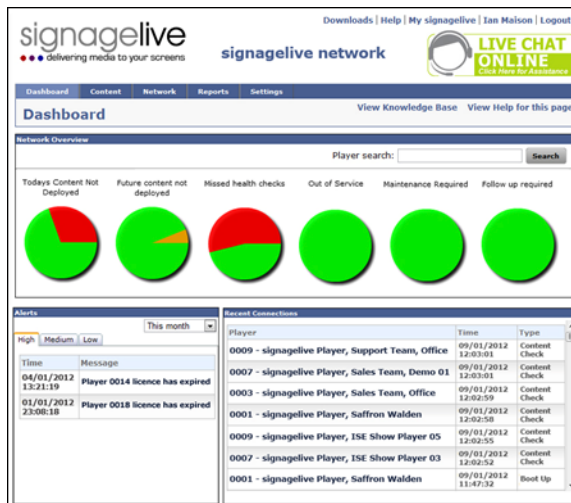 Downloads | Help | My signagelive | Ian Maison | Logout
signagelive
delivering media to your screens
signagelive network
LIVE CHAT
ONLINE
Click Here for Assistance
Dashboard Content Network Reports Settings
Dashboard
View Knowledge Base View Help for this page
Network Overview
Player search: Search
Todays Content Not
Deployed
Future content not
deployed
Missed health checks
Out of Service
Maintenance Required
Follow up required
Alerts
This month
High Medium Low
Time Message
04/01/2012
13:21:19
Player 0014 licence has expired
01/01/2012
23:08:18
Player 0018 licence has expired
Recent Connections
Player Time Type
0009 - signagelive Player, Support Team, Office
09/01/2012
12:03:01
Content
Check
0007 - signagelive Player, Sales Team, Demo 01
09/01/2012
12:03:01
Content
Check
0003 - signagelive Player, Sales Team, Office
09/01/2012
12:02:59
Content
Check
0001 - signagelive Player, Saffron Walden
09/01/2012
12:02:58
Content
Check
0009 - signagelive Player, ISE Show Player 05
09/01/2012
12:02:55
Content
Check
0007 - signagelive Player, ISE Show Player 03
09/01/2012
12:02:52
Content
Check
0001 - signagelive Player, Saffron Walden
09/01/2012
11:47:32
Boot Up